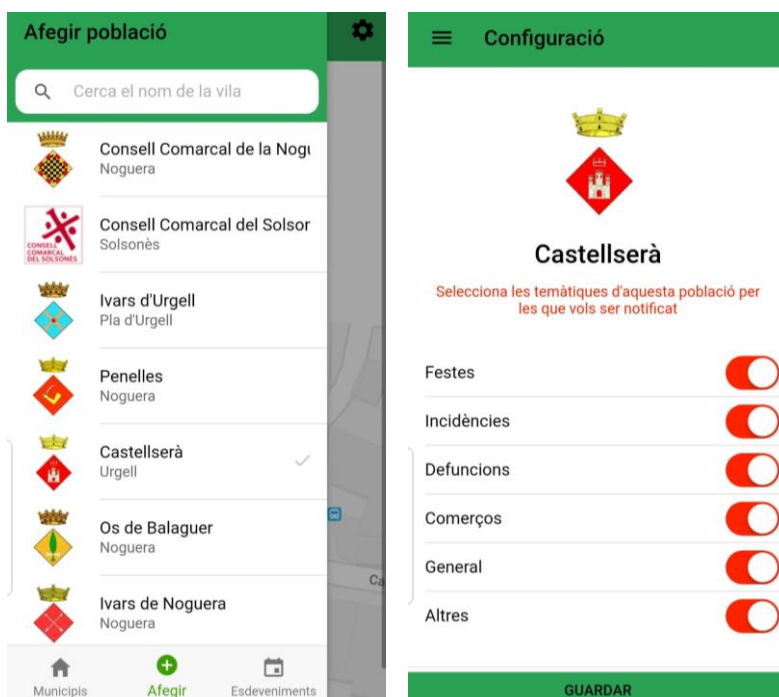 Afegir població
Cerca el nom de la vila
Consell Comarcal de la Nogu
Noguera
CONSELL
COMARCAL
DEL SOLSONÈS
Consell Comarcal del Solsor
Solsonès
Ivars d'Urgell
Pla d'Urgell
Penelles
Noguera
Castellserà
Urgell
Os de Balaguer
Noguera
Ivars de Noguera
Noguera
Ca
Municipis
Afegir
Esdeveniments
Configuració
Castellserà
Selecciona les temàtiques d'aquesta població per
les que vols ser notificat
Festes
Incidències
Defuncions
Comerços
General
Altres
GUARDAR